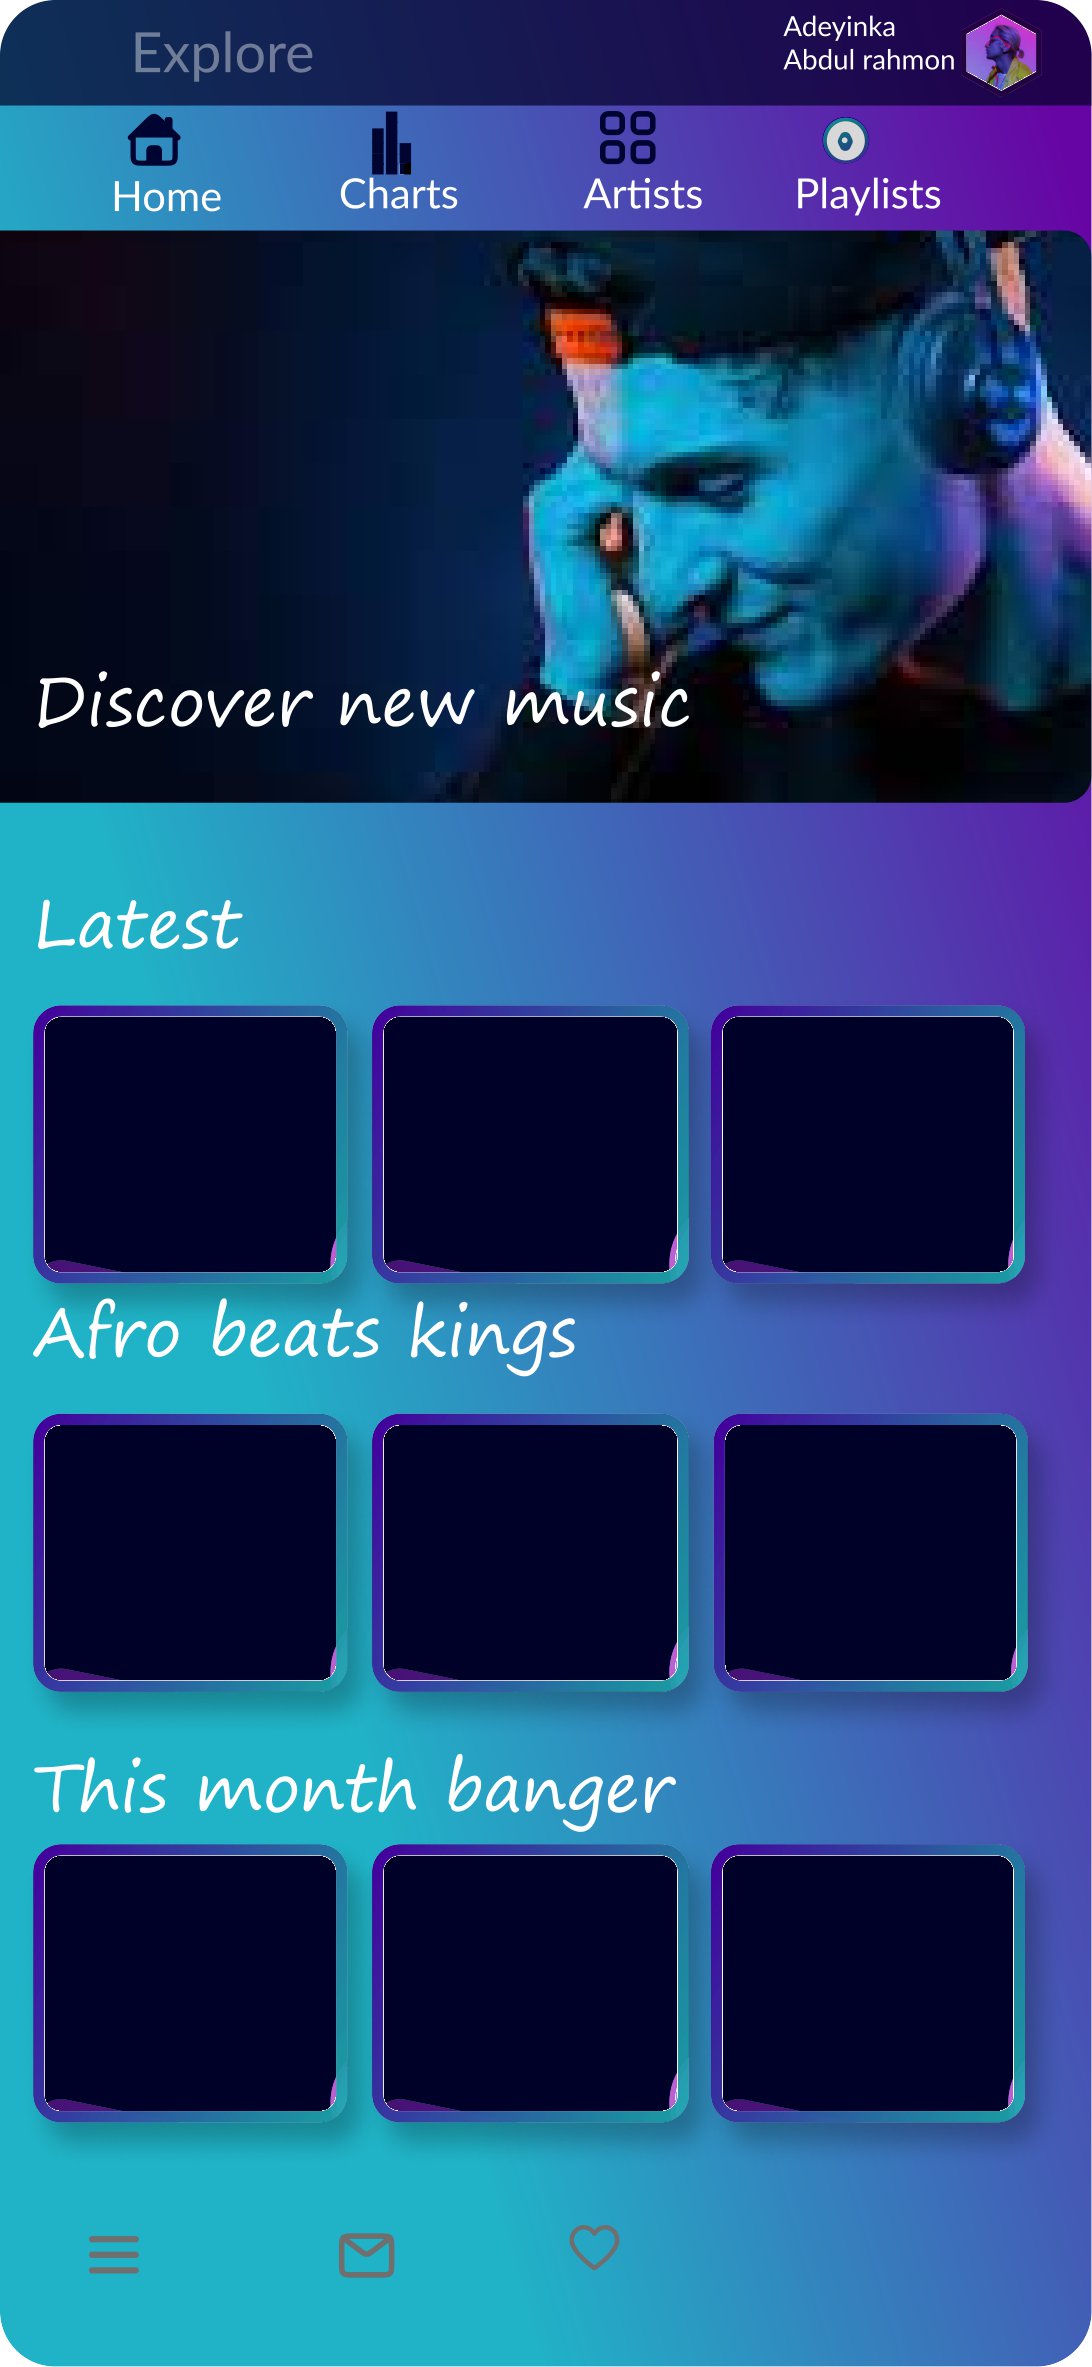 Explore
Adeyinka
Abdul rahmon
Home
Charts
Artists
Playlists
Discover new music
Latest
Afro beats kings
This month banger